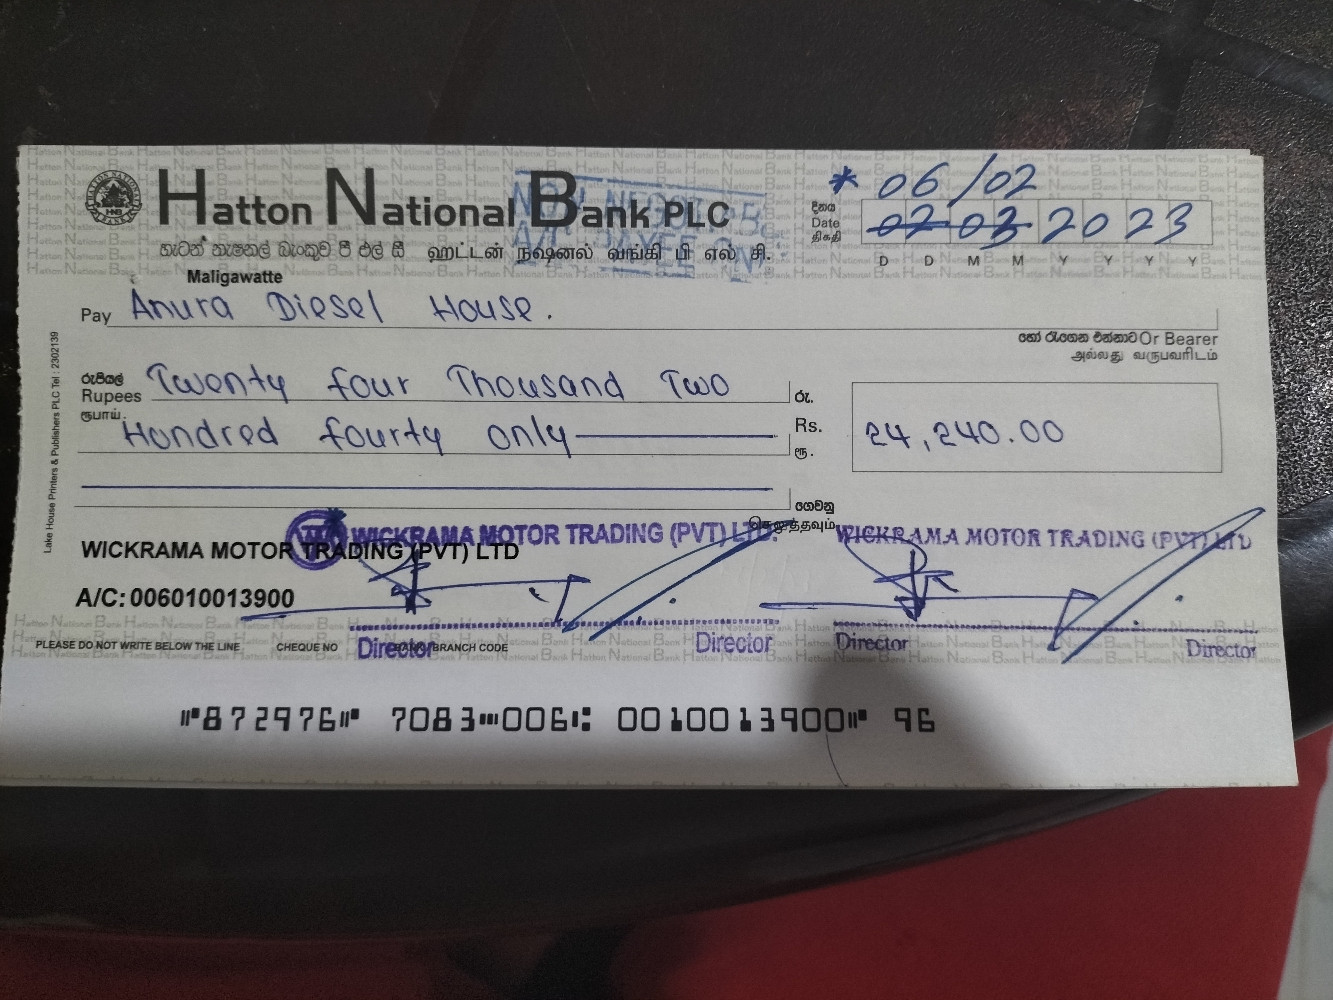 Hatton National Bank PLC
හැටන් නැෂනල් බැංකුව පී එල් සී ஹட்டன் நஷனல் வங்கி பி எல் சி.
Maligawatte
* 06/02
දිනය
Date
திகதி
02 03 2023
D D M M Y Y Y Y
Pay Anura Diesel House.
හෝ රැගෙන එන්නාට Or Bearer
அல்லது வருபவரிடம்
රුපියල්
Rupees
ரூபாய்
Twenty four Thousand Two
Hondred fourty only
රු.
Rs.
ரூ.
24,240.00
ගෙවනු
செலுத்தவும்
Lake House Printers & Publishers PLC Tel : 2302139
WICKRAMA MOTOR TRADING (PVT) LTD.
WICKRAMA MOTOR TRADING (PVT) LTD
WICKRAMA MOTOR TRADING (PVT) LTD
A/C: 006010013900
Director Director
Director Director
PLEASE DO NOT WRITE BELOW THE LINE CHEQUE NO BRANCH CODE
872976 7083 006 0010013900 96